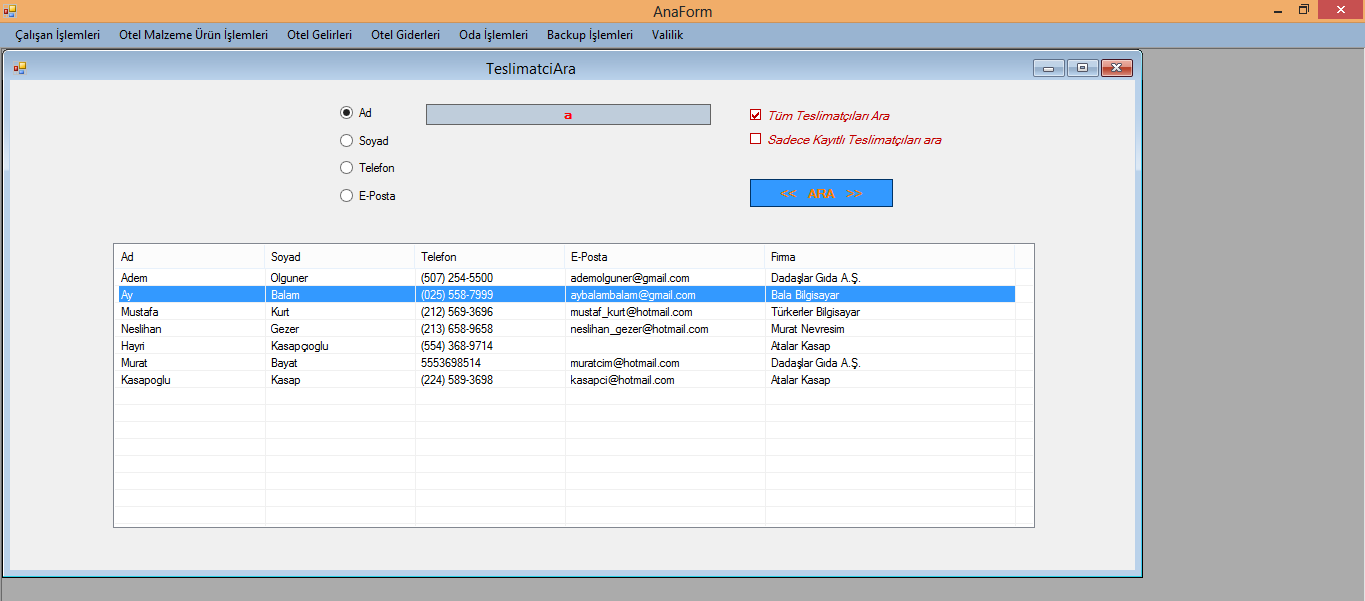 AnaForm
Çalışan İşlemleri Otel Malzeme Ürün İşlemleri Otel Gelirleri Otel Giderleri Oda İşlemleri Backup İşlemleri Valilik
TeslimatciAra
Ad
a
Tüm Teslimatçıları Ara
Soyad
Sadece Kayıtlı Teslimatçıları ara
Telefon
E-Posta
<< ARA >>
Ad Soyad Telefon E-Posta Firma
Adem Olguner (507) 254-5500 ademolguner@gmail.com Dadaşlar Gıda A.Ş.
Ay Balam (025) 558-7999 aybalambalam@gmail.com Bala Bilgisayar
Mustafa Kurt (212) 569-3696 mustaf_kurt@hotmail.com Türkerler Bilgisayar
Neslihan Gezer (213) 658-9658 neslihan_gezer@hotmail.com Murat Nevresim
Hayri Kasapçıoglu (554) 368-9714 Atalar Kasap
Murat Bayat 5553698514 muratcim@hotmail.com Dadaşlar Gıda A.Ş.
Kasapoglu Kasap (224) 589-3698 kasapci@hotmail.com Atalar Kasap